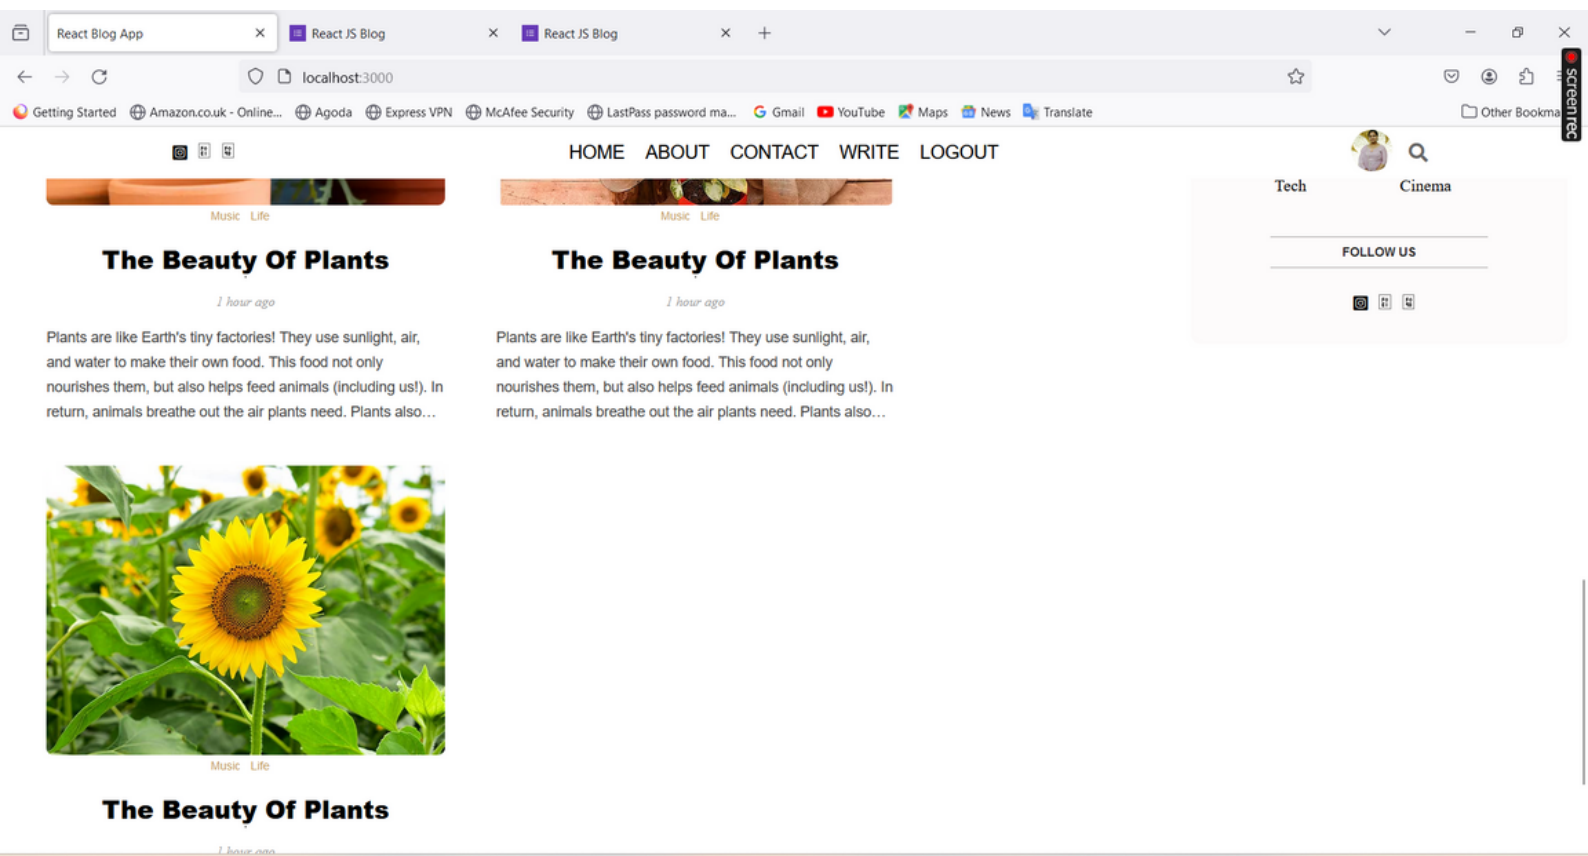 React Blog App
React JS Blog
React JS Blog
localhost:3000
Getting Started
Amazon.co.uk - Online...
Agoda
Express VPN
McAfee Security
LastPass password ma...
Gmail
YouTube
Maps
News
Translate
Other Bookma
screenrec
HOME ABOUT CONTACT WRITE LOGOUT
Music Life
The Beauty Of Plants
1 hour ago
Plants are like Earth's tiny factories! They use sunlight, air,
and water to make their own food. This food not only
nourishes them, but also helps feed animals (including us!). In
return, animals breathe out the air plants need. Plants also...
Music Life
The Beauty Of Plants
1 hour ago
Plants are like Earth's tiny factories! They use sunlight, air,
and water to make their own food. This food not only
nourishes them, but also helps feed animals (including us!). In
return, animals breathe out the air plants need. Plants also...
Tech Cinema
FOLLOW US
Music Life
The Beauty Of Plants
1 hour ago